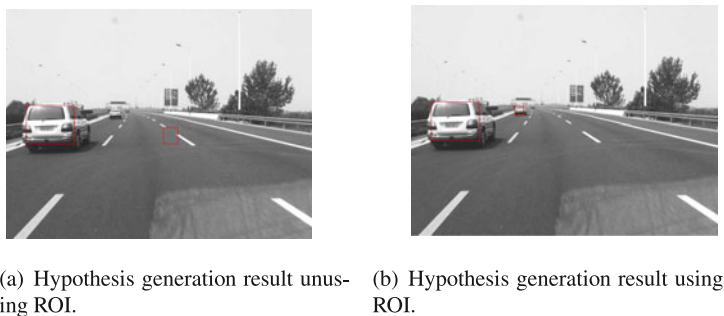 (a) Hypothesis generation result unus-
ing ROI.
(b) Hypothesis generation result using
ROI.